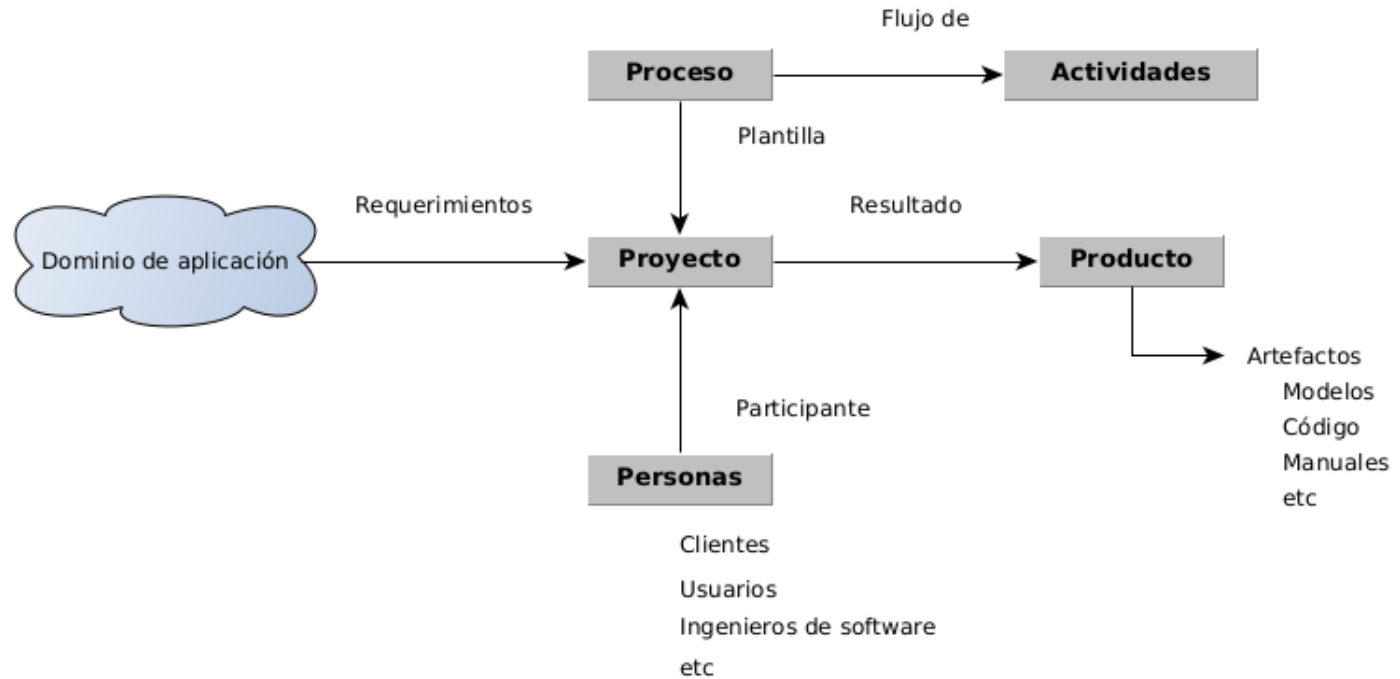 Flujo de
Proceso
Actividades
Plantilla
Requerimientos
Resultado
Dominio de aplicación
Proyecto
Producto
Artefactos
Modelos
Código
Manuales
etc
Participante
Personas
Clientes
Usuarios
Ingenieros de software
etc